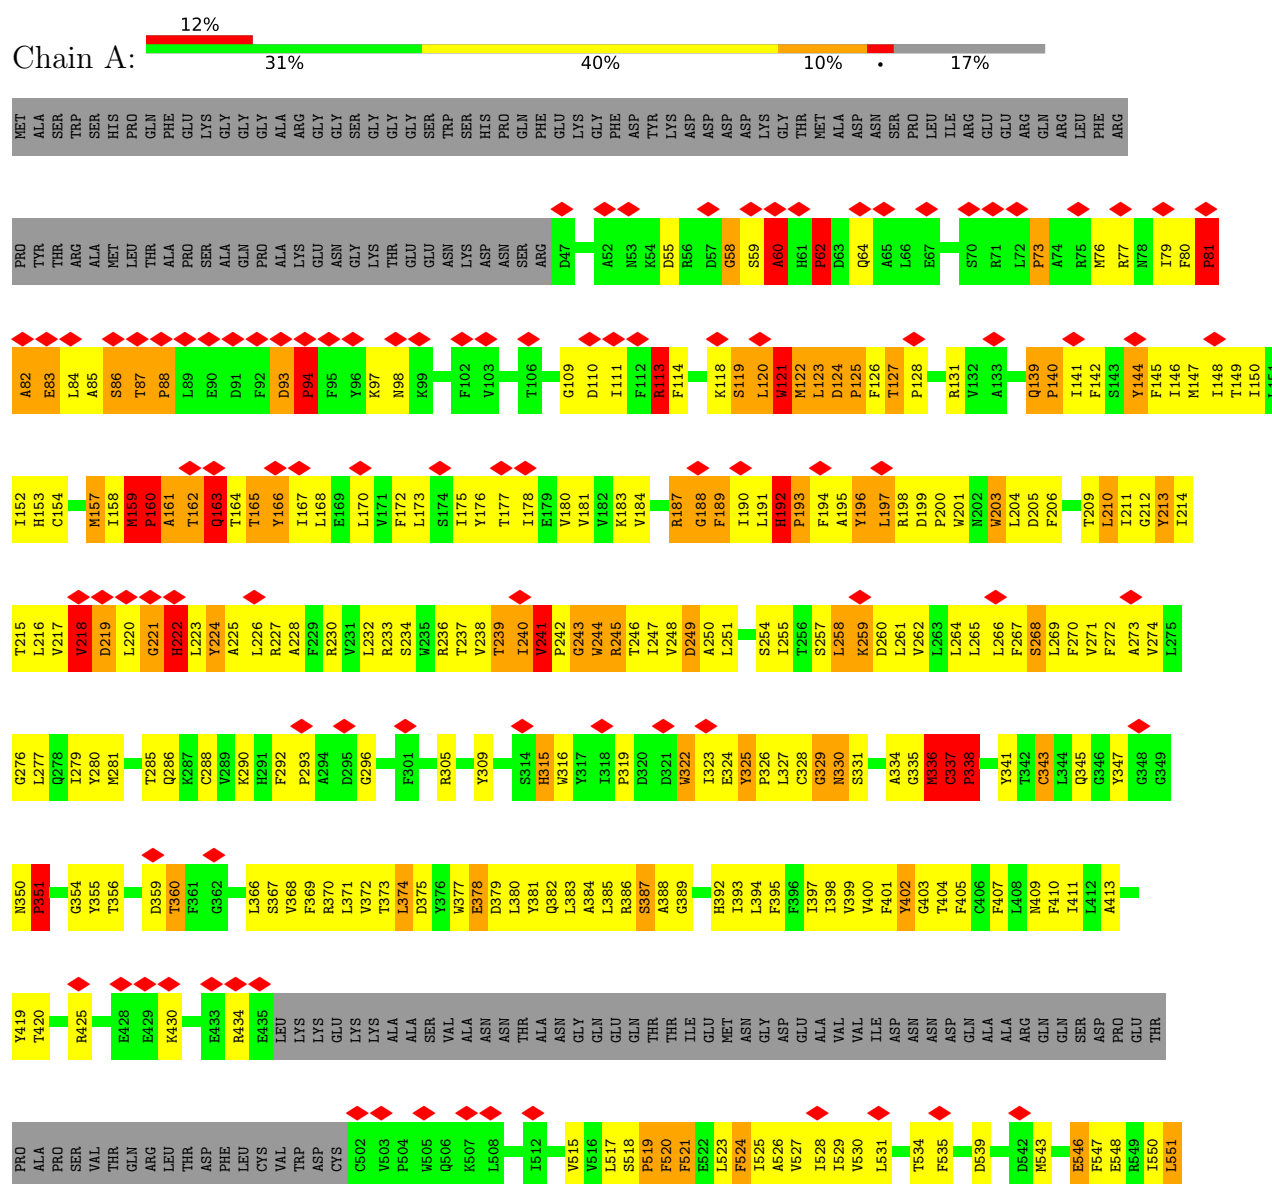 12%
Chain A:
31% 40% 10% • 17%
MET ALA SER TRP SER HIS PRO GLN PHE GLU LYS GLY GLY GLY ALA ARG GLY GLY SER GLY GLY GLY SER TRP SER HIS PRO GLN PHE GLU LYS GLY PHE ASP TYR LYS ASP ASP ASP ASP LYS GLY THR MET ALA ASP ASN SER PRO LEU ILE ARG GLU GLU ARG GLN ARG LEU PHE ARG
PRO TYR THR ARG ALA MET LEU THR ALA PRO SER ALA GLN PRO ALA LYS GLU ASN GLY LYS THR GLU GLU ASN LYS ASP ASN SER ARG D47 A52 N53 K54 D55 R56 D57 G58 S59 A60 H61 P62 D63 Q64 A65 L66 E67 S70 R71 L72 P73 A74 R75 M76 R77 N78 I79 F80 P81
A82 E83 L84 A85 S86 T87 P88 L89 E90 D91 F92 D93 P94 F95 Y96 K97 N98 K99 F102 V103 T106 G109 D110 I111 F112 R113 F114 K118 S119 L120 W121 M122 L123 D124 P125 F126 T127 P128 R131 V132 A133 Q139 P140 I141 F142 S143 Y144 F145 I146 M147 I148 T149 I150
I152 H153 C154 M157 I158 M159 P160 A161 T162 Q163 T164 T165 Y166 I167 L168 E169 L170 V171 F172 L173 S174 I175 Y176 T177 I178 E179 V180 V181 V182 K183 V184 R187 G188 F189 I190 L191 H192 P193 F194 A195 Y196 L197 R198 D199 P200 W201 N202 W203 L204 D205 F206 T209 L210 I211 G212 Y213 I214
T215 L216 V217 V218 D219 L220 G221 H222 L223 Y224 A225 L226 R227 A228 F229 R230 V231 L232 R233 S234 W235 R236 T237 V238 T239 I240 V241 P242 G243 W244 R245 T246 I247 V248 D249 A250 L251 S254 I255 T256 S257 L258 K259 D260 L261 V262 L263 L264 L265 L266 F267 S268 L269 F270 V271 F272 A273 V274 L275
G276 L277 Q278 I279 Y280 M281 T285 Q286 K287 C288 V289 K290 H291 F292 P293 A294 D295 G296 F301 R305 Y309 S314 H315 W316 Y317 I318 P319 D320 D321 W322 I323 E324 Y325 P326 L327 C328 G329 N330 S331 A334 G335 M336 C337 P338 Y341 T342 C343 L344 Q345 G346 Y347 G348 G349
N350 P351 G354 Y355 T356 D359 T360 F361 G362 L366 S367 V368 F369 R370 L371 V372 T373 L374 D375 Y376 W377 E378 D379 L380 Y381 Q382 L383 A384 L385 R386 S387 A388 G389 H392 I393 L394 F395 F396 I397 I398 V399 V400 F401 Y402 G403 T404 F405 C406 F407 L408 N409 F410 I411 L412 A413
Y419 T420 R425 E428 E429 K430 E433 R434 E435 LEU LYS LYS GLU LYS LYS ALA ALA SER VAL ALA ASN ASN THR ALA ASN GLY GLN GLU GLN THR THR ILE GLU MET ASN GLY ASP GLU ALA VAL VAL ILE ASP ASN ASN ASP GLN ALA ALA ARG GLN GLN SER ASP PRO GLU THR
PRO ALA PRO SER VAL THR GLN ARG LEU THR ASP PHE LEU CYS VAL TRP ASP CYS C502 V503 P504 W505 Q506 K507 L508 I512 V515 V516 L517 S518 P519 F520 F521 E522 L523 F524 I525 A526 V527 I528 I529 V530 L531 T534 F535 D539 D542 M543 E546 F547 E548 R549 I550 L551